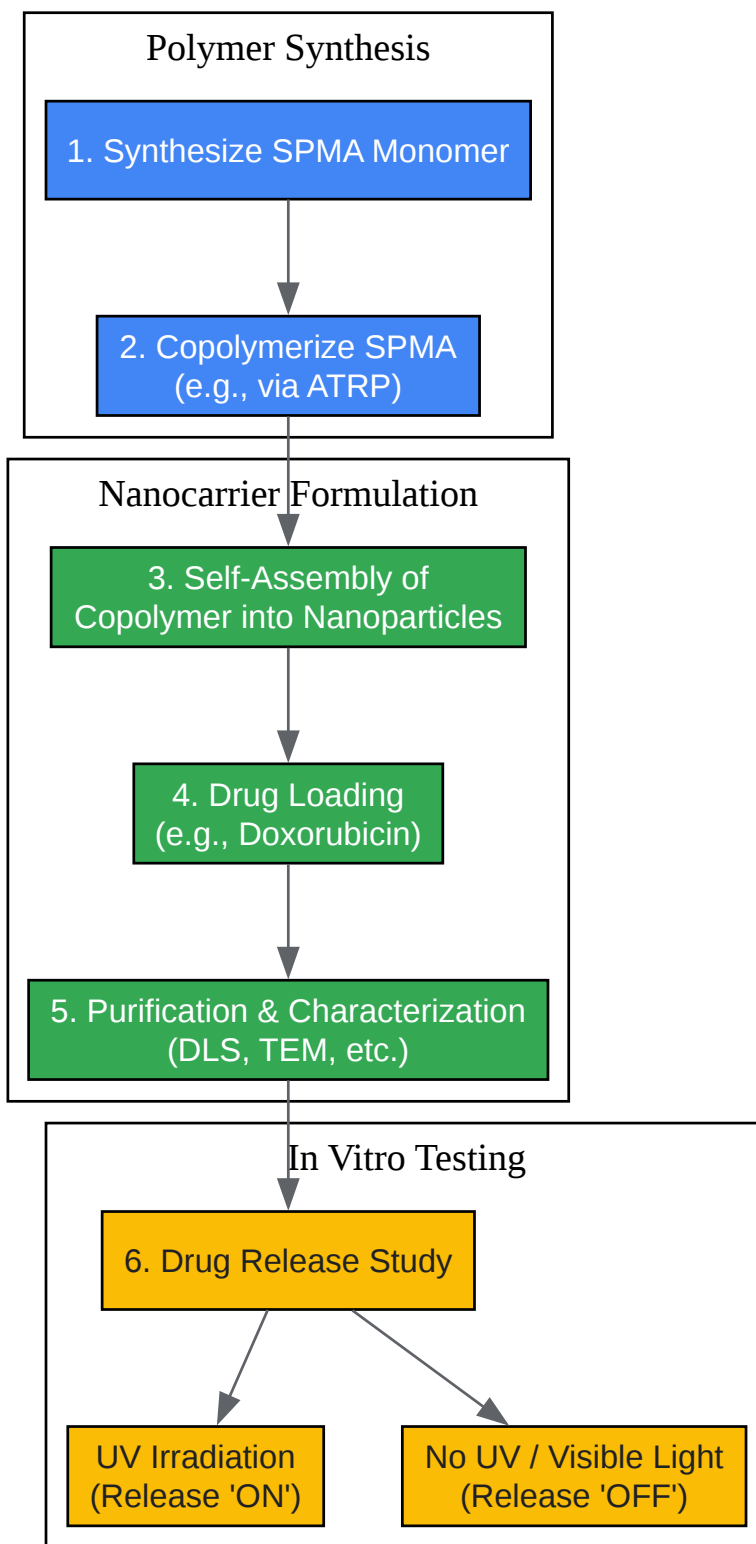 Polymer Synthesis
1. Synthesize SPMA Monomer
2. Copolymerize SPMA
(e.g., via ATRP)
Nanocarrier Formulation
3. Self-Assembly of
Copolymer into Nanoparticles
4. Drug Loading
(e.g., Doxorubicin)
5. Purification & Characterization
(DLS, TEM, etc.)
In Vitro Testing
6. Drug Release Study
UV Irradiation
(Release 'ON')
No UV / Visible Light
(Release 'OFF')